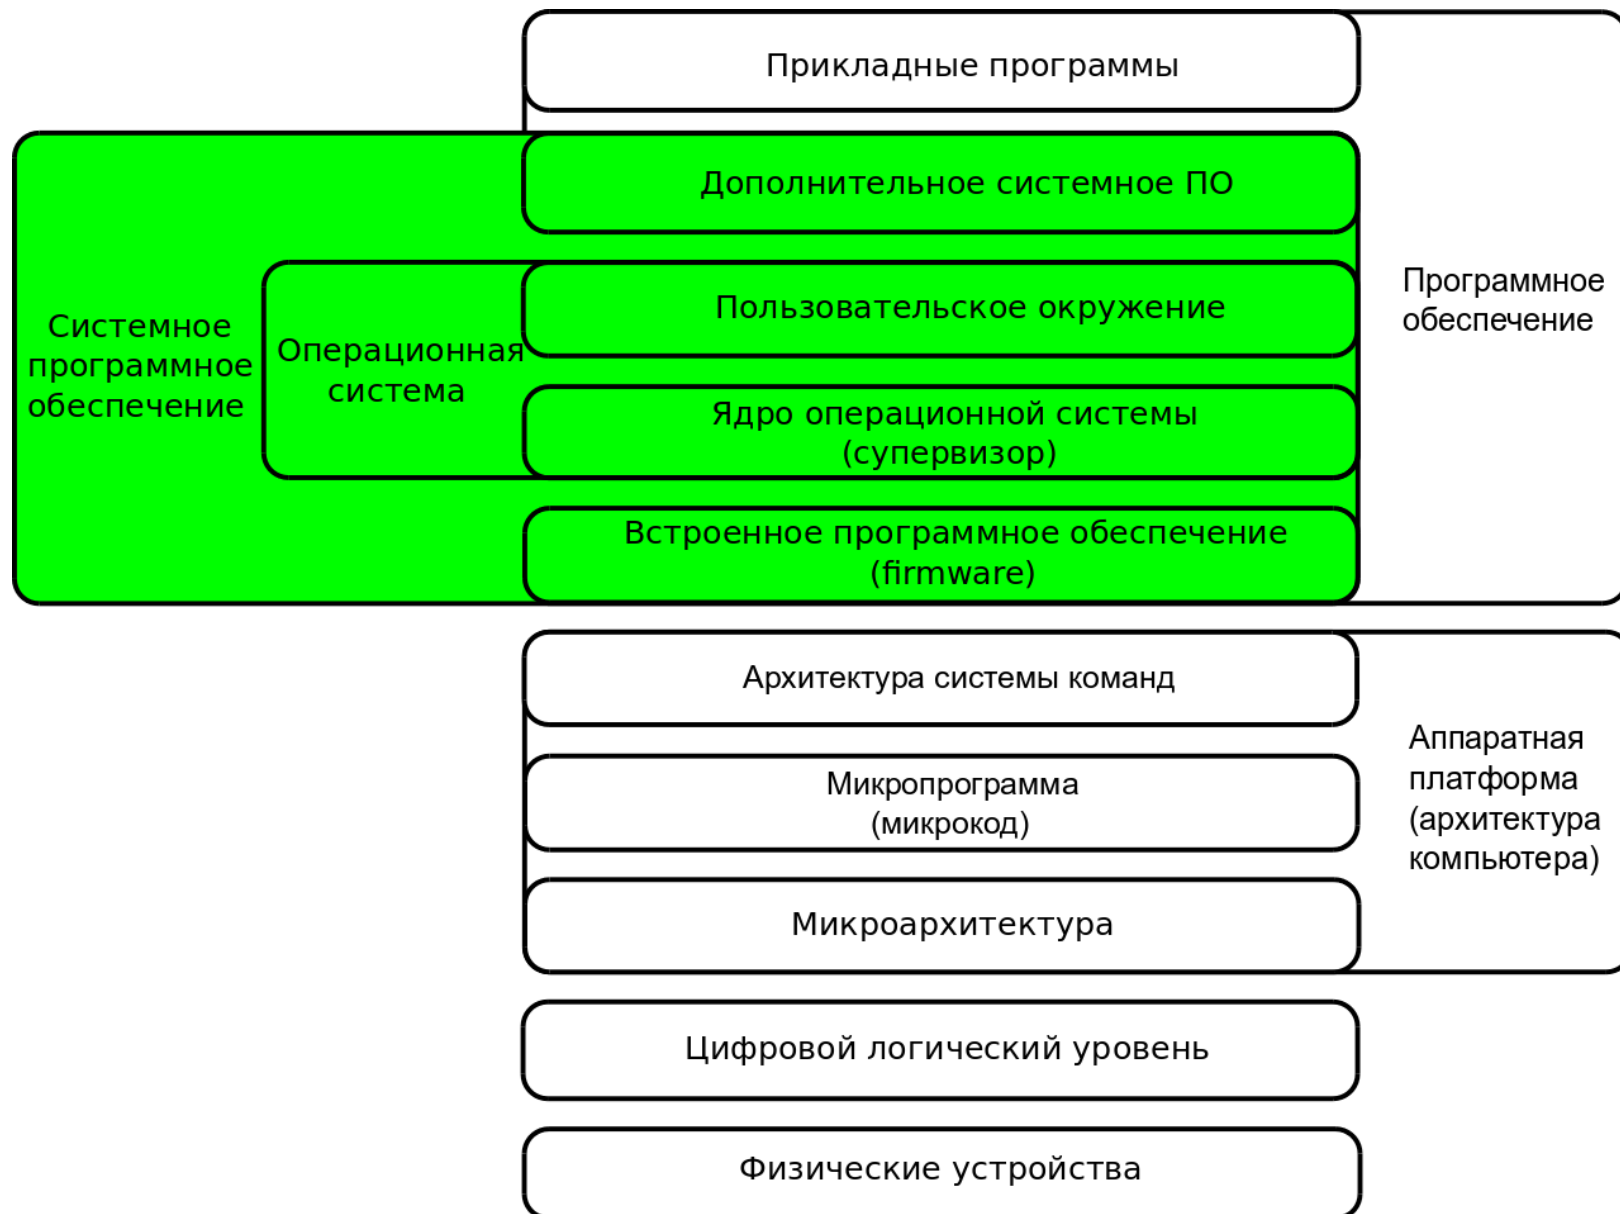 Прикладные программы
Дополнительное системное ПО
Пользовательское окружение
Программное
обеспечение
Системное
программное
обеспечение
Операционная
система
Ядро операционной системы
(супервизор)
Встроенное программное обеспечение
(firmware)
Архитектура системы команд
Аппаратная
платформа
(архитектура
компьютера)
Микропрограмма
(микрокод)
Микроархитектура
Цифровой логический уровень
Физические устройства